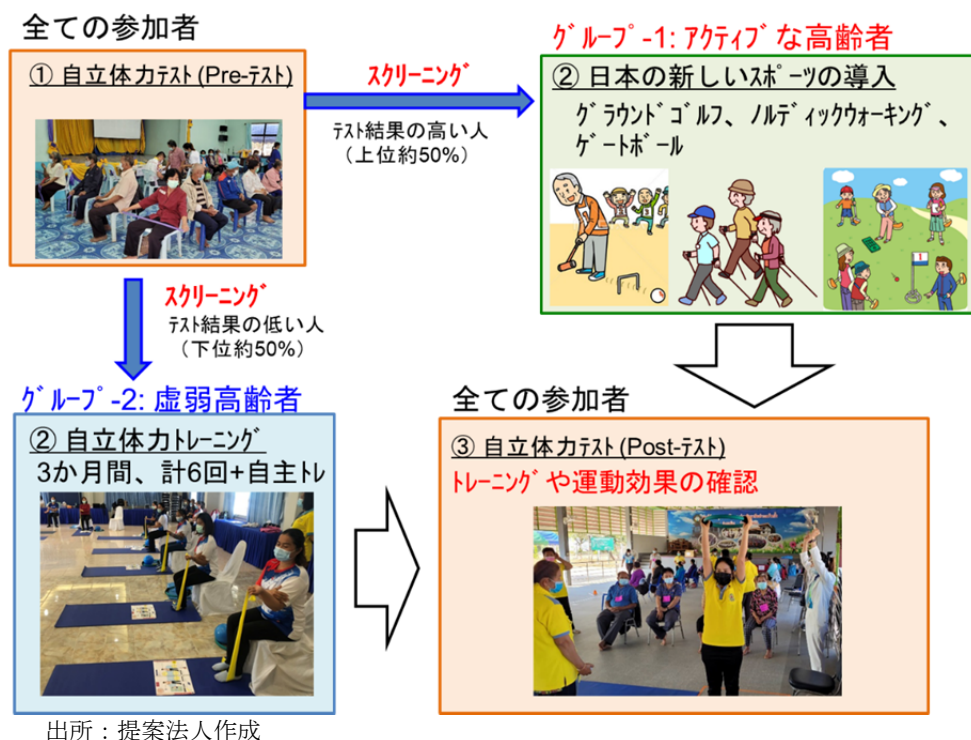 全ての参加者
① 自立体力テスト(Pre-テスト)
スクリーニング
テスト結果の高い人
（上位約50%）
グループ-1: アクティブな高齢者
② 日本の新しいスポーツの導入
グラウンドゴルフ、ノルディックウォーキング、
ゲートボール
スクリーニング
テスト結果の低い人
（下位約50%）
グループ-2: 虚弱高齢者
② 自立体力トレーニング
3か月間、計6回+自主トレ
全ての参加者
③ 自立体力テスト(Post-テスト)
トレーニングや運動効果の確認
出所：提案法人作成